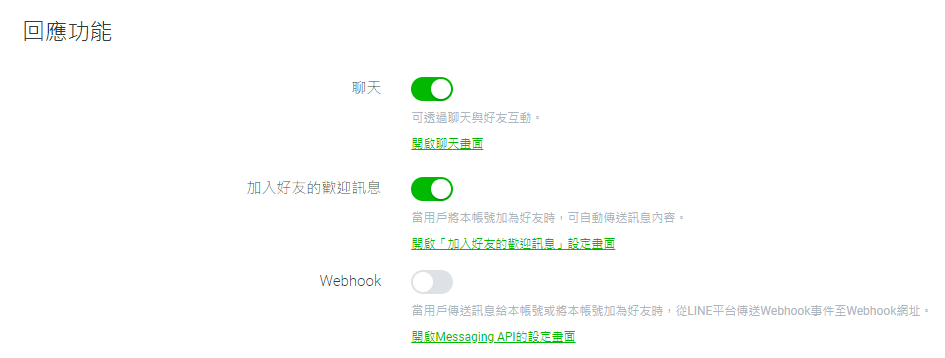 回應功能
聊天
可透過聊天與好友互動。
開啟聊天畫面
加入好友的歡迎訊息
當用戶將本帳號加為好友時，可自動傳送訊息內容。
開啟「加入好友的歡迎訊息」設定畫面
Webhook
當用戶傳送訊息給本帳號或將本帳號加為好友時，從LINE平台傳送Webhook事件至Webhook網址。
開啟Messaging API的設定畫面